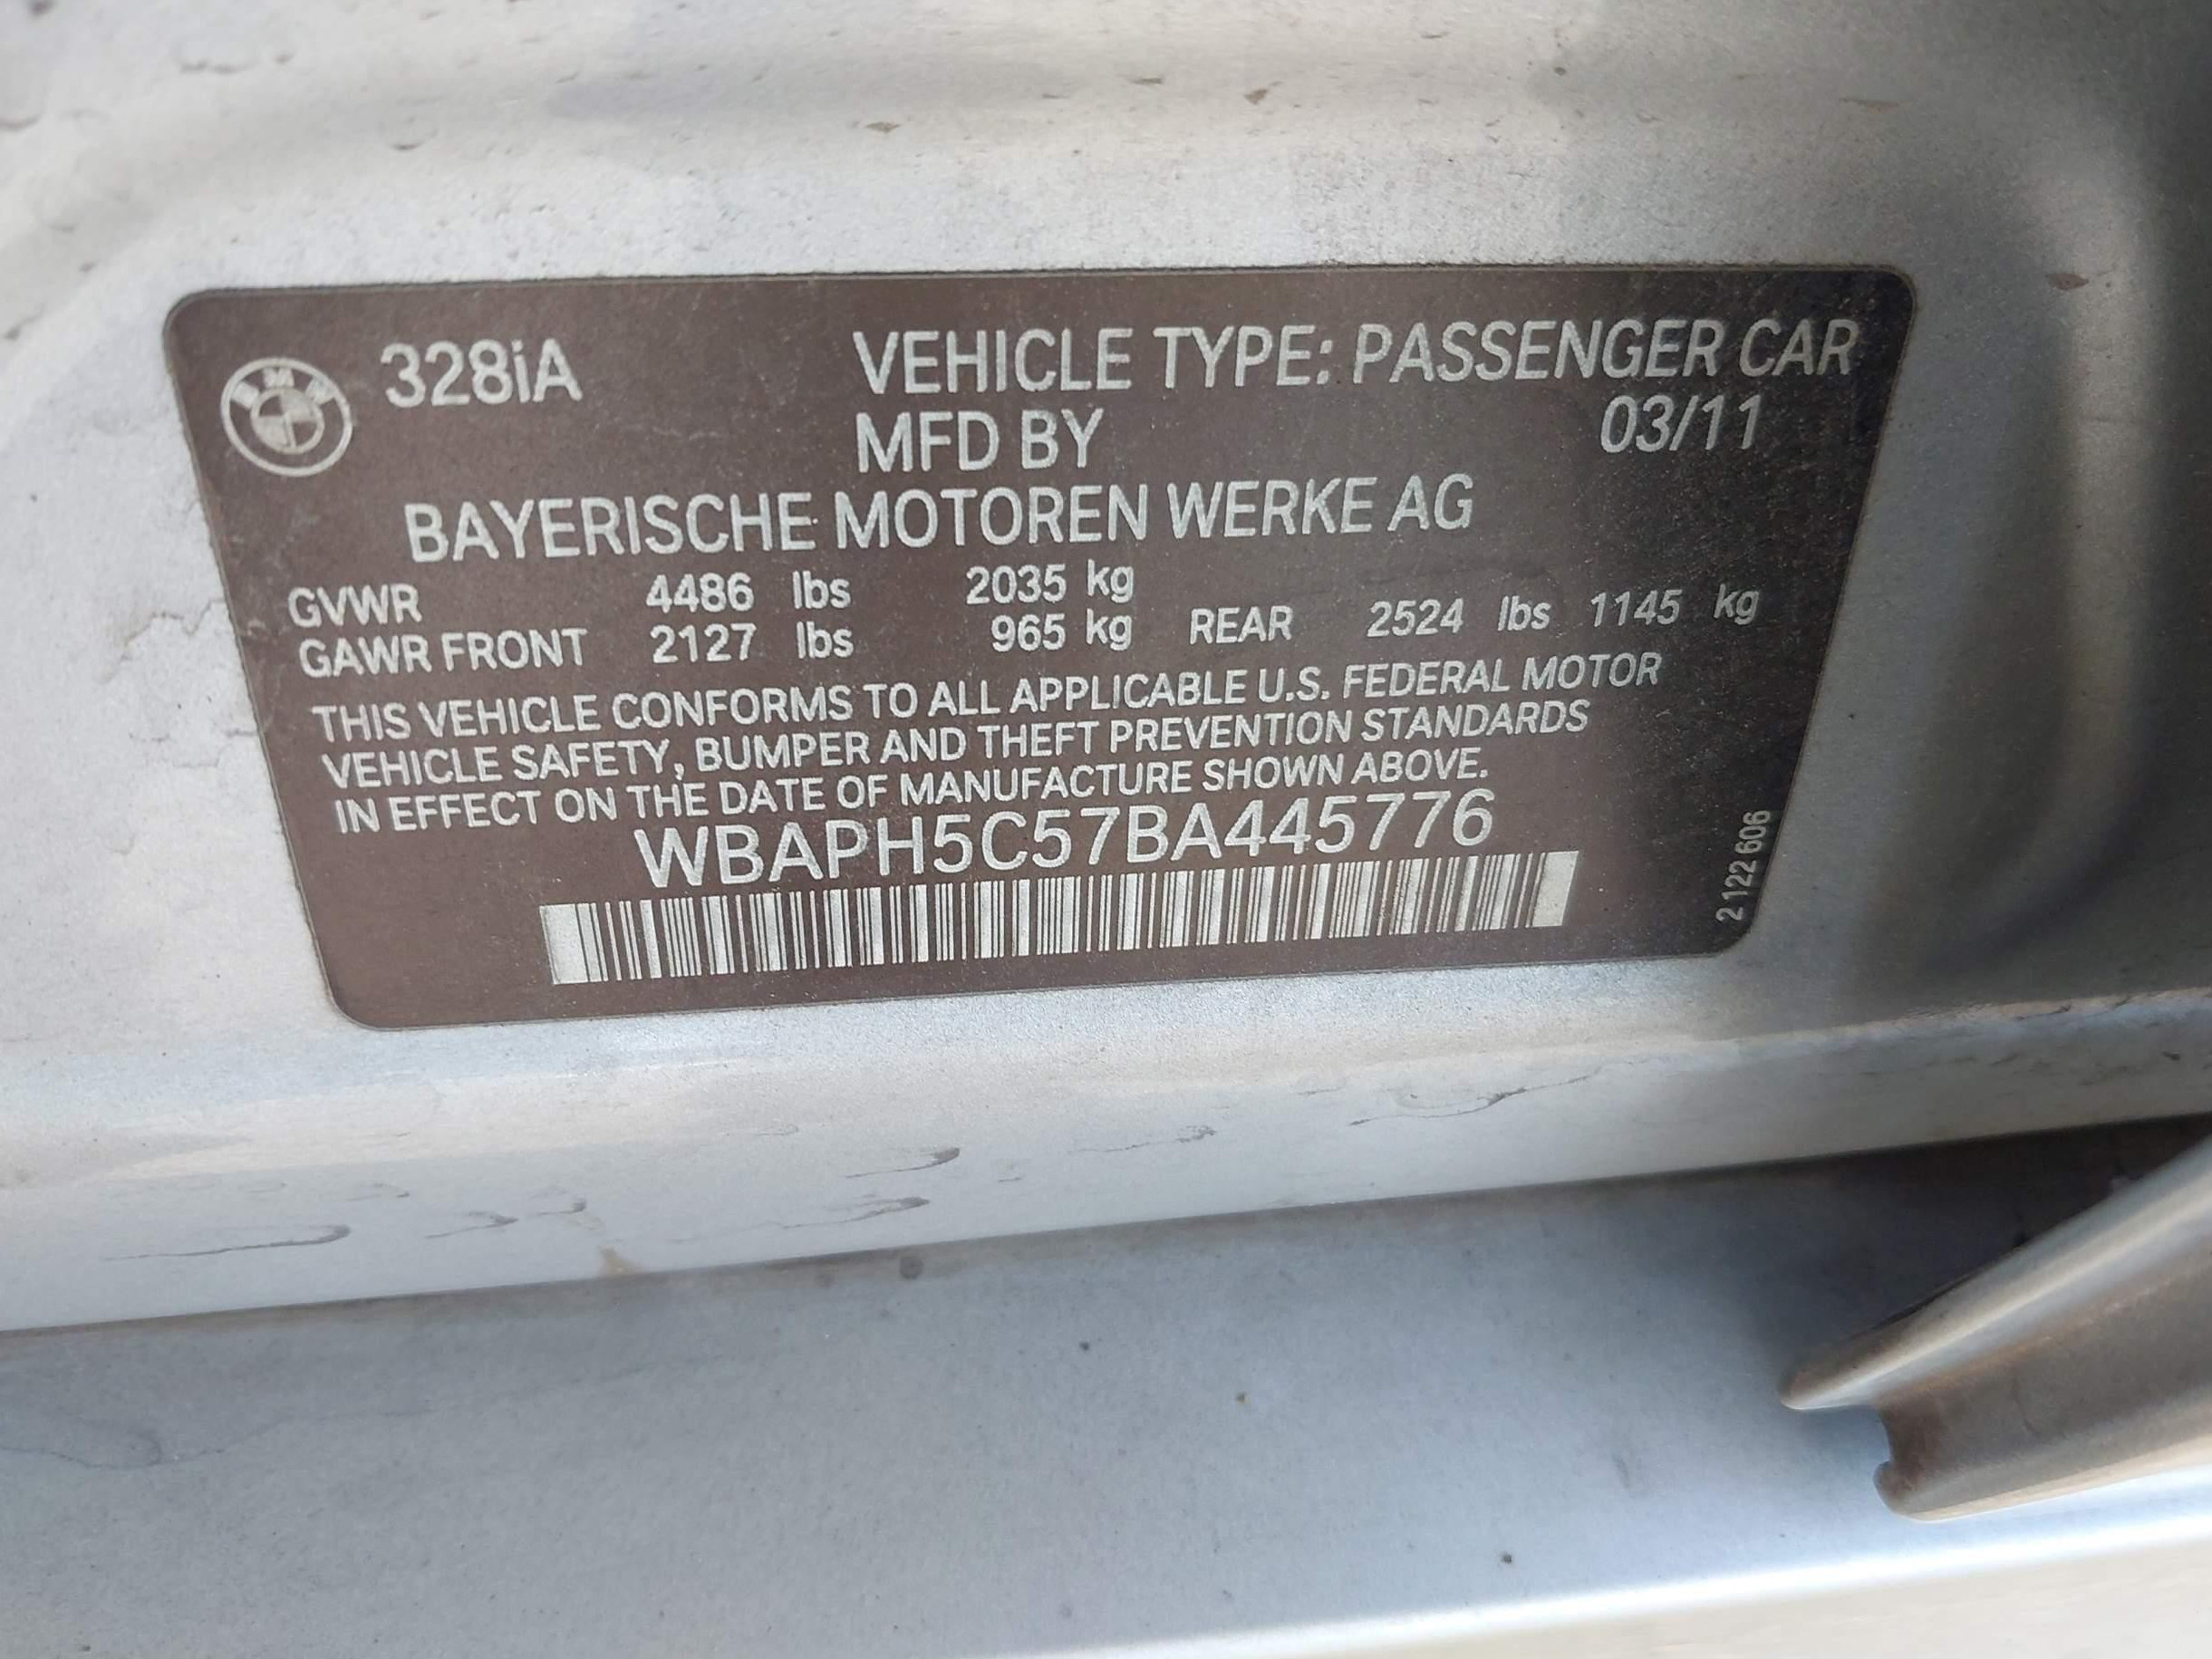 BMW 328iA VEHICLE TYPE: PASSENGER CAR
MFD BY 03/11
BAYERISCHE MOTOREN WERKE AG
GVWR 4486 lbs 2035 kg
GAWR FRONT 2127 lbs 965 kg REAR 2524 lbs 1145 kg
THIS VEHICLE CONFORMS TO ALL APPLICABLE U.S. FEDERAL MOTOR
VEHICLE SAFETY, BUMPER AND THEFT PREVENTION STANDARDS
IN EFFECT ON THE DATE OF MANUFACTURE SHOWN ABOVE.
WBAPH5C57BA445776
2 122 606